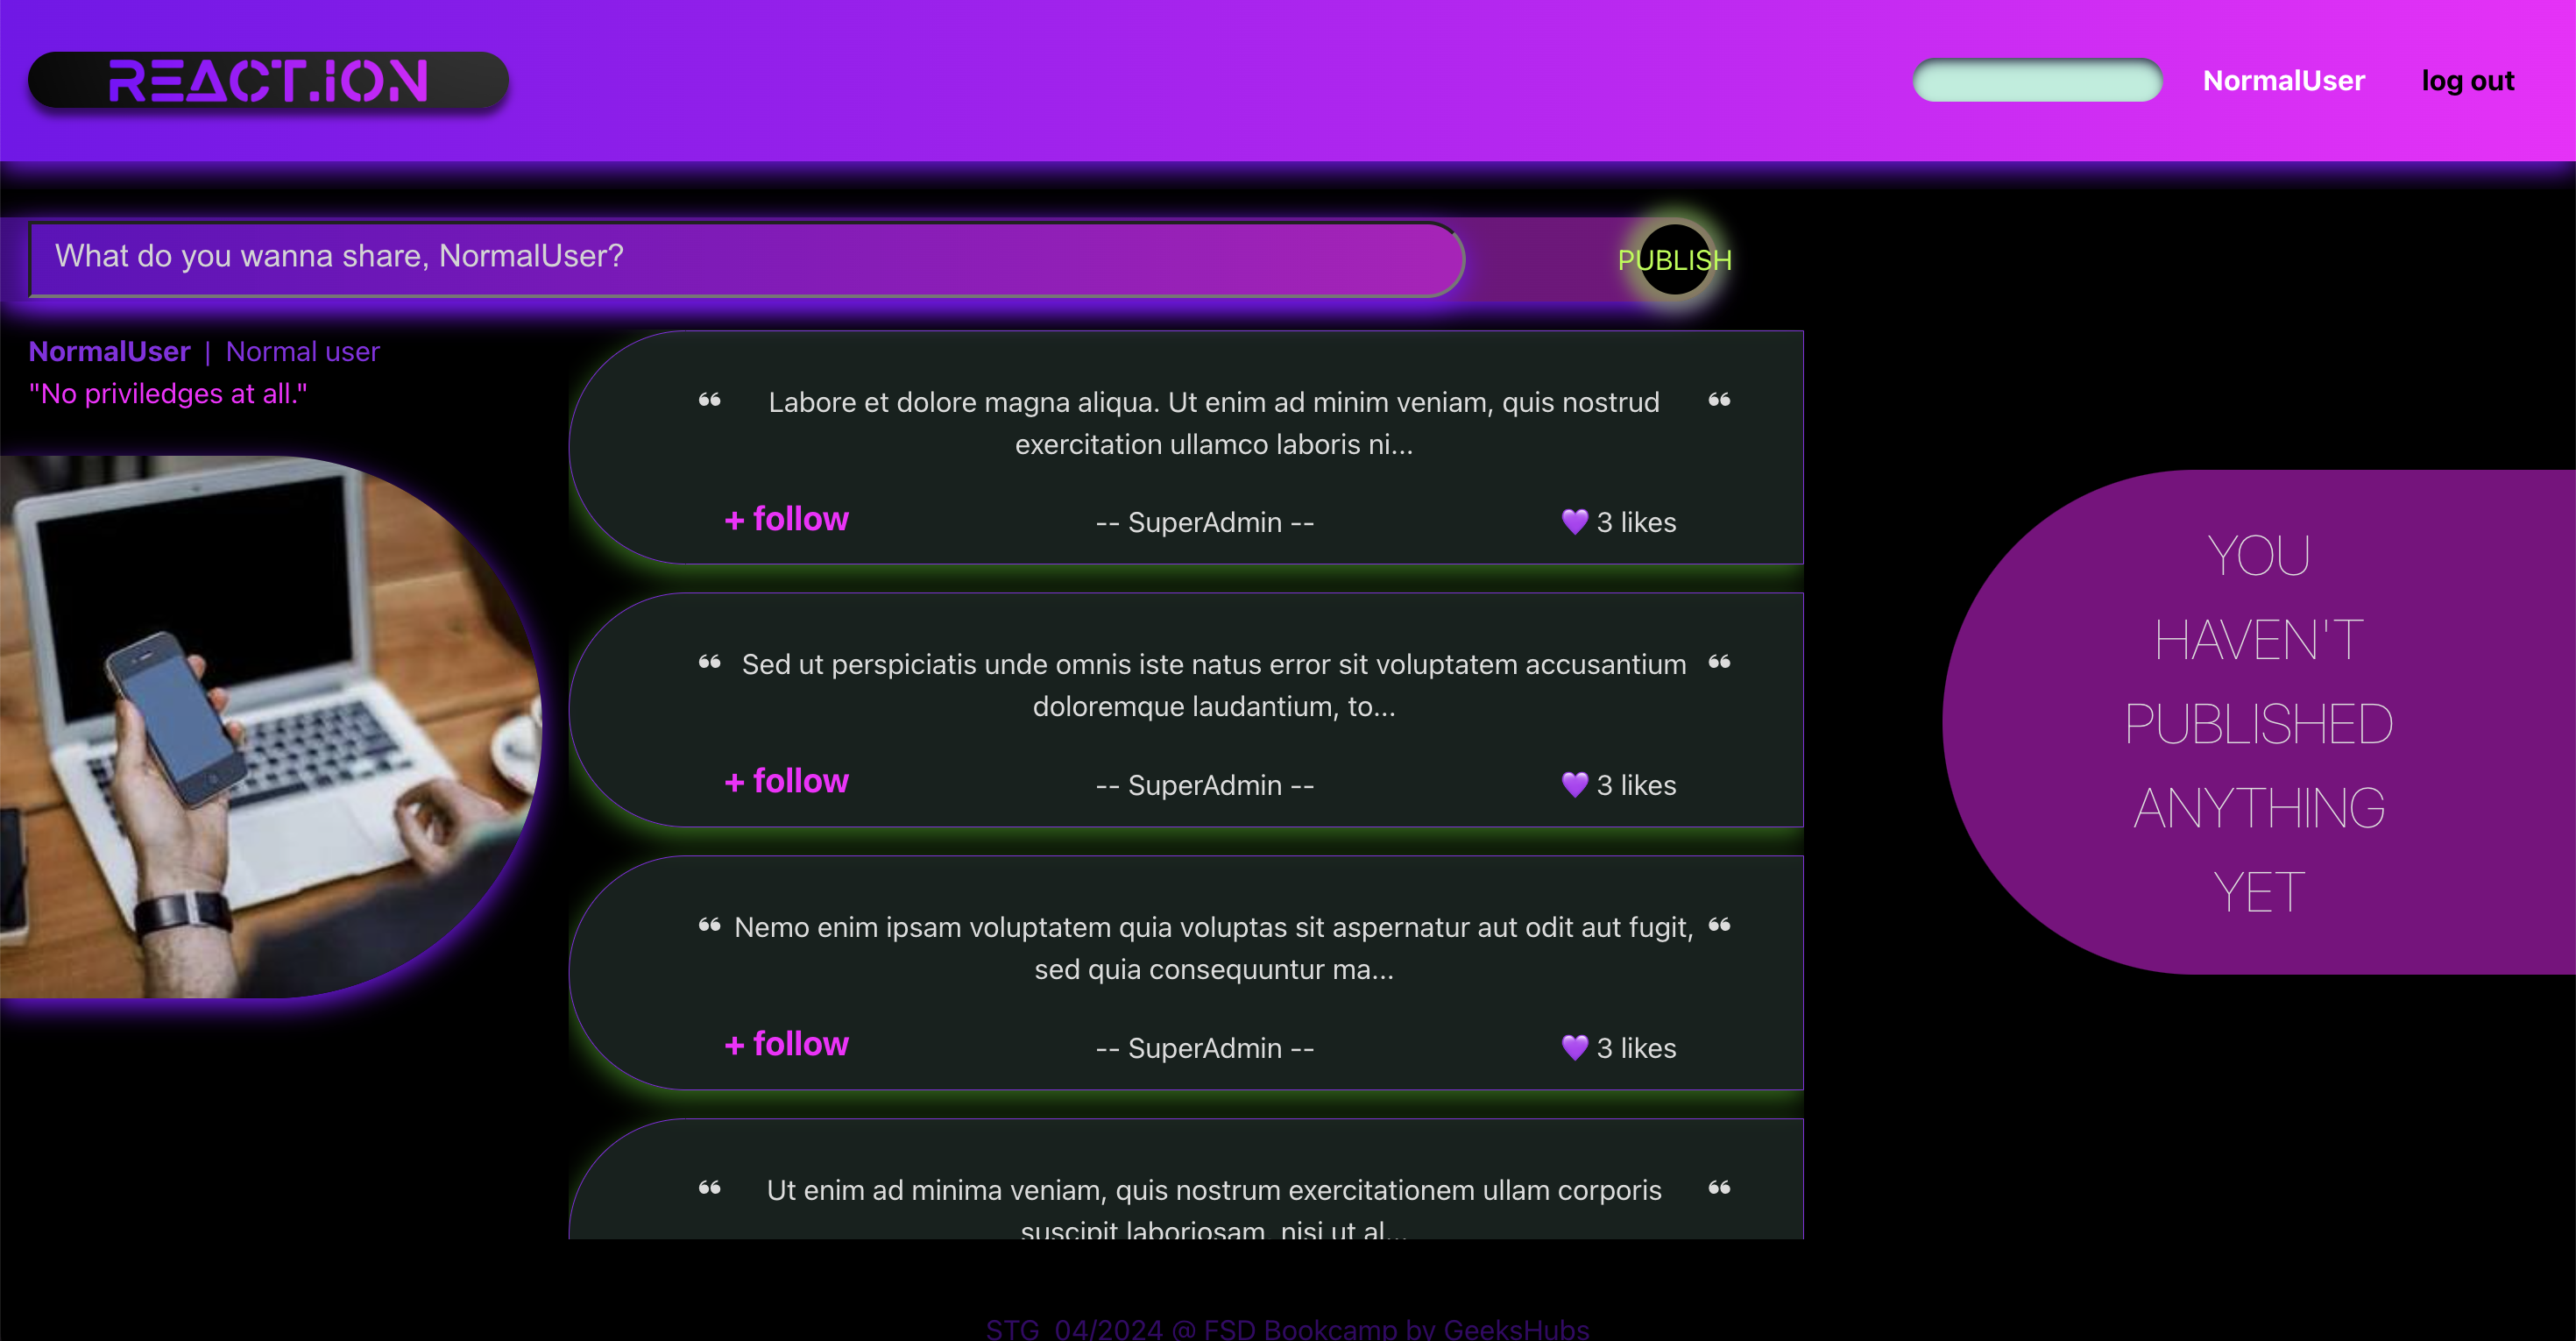 REACT.iON
NormalUser
log out
What do you wanna share, NormalUser?
PUBLISH
NormalUser | Normal user
"No priviledges at all."
❝ Labore et dolore magna aliqua. Ut enim ad minim veniam, quis nostrud ❝
exercitation ullamco laboris ni...
+ follow -- SuperAdmin -- 💜 3 likes
❝ Sed ut perspiciatis unde omnis iste natus error sit voluptatem accusantium ❝
doloremque laudantium, to...
+ follow -- SuperAdmin -- 💜 3 likes
❝ Nemo enim ipsam voluptatem quia voluptas sit aspernatur aut odit aut fugit, ❝
sed quia consequuntur ma...
+ follow -- SuperAdmin -- 💜 3 likes
❝ Ut enim ad minima veniam, quis nostrum exercitationem ullam corporis ❝
suscipit laboriosam, nisi ut al...
YOU
HAVEN'T
PUBLISHED
ANYTHING
YET
STG_04/2024 @ FSD Bookcamp by GeeksHubs